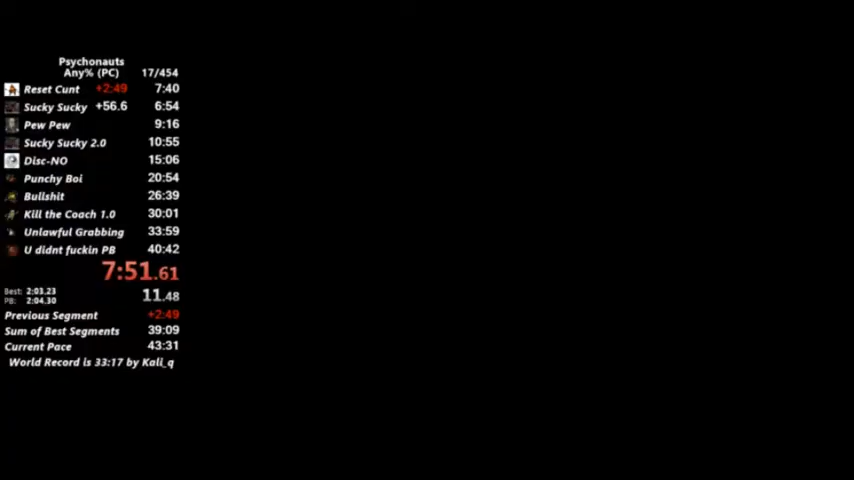 Psychonauts
Any% (PC) 17/454
Reset Cunt +2:49 7:40
Sucky Sucky +56.6 6:54
Pew Pew 9:16
Sucky Sucky 2.0 10:55
Disc-NO 15:06
Punchy Boi 20:54
Bullshit 26:39
Kill the Coach 1.0 30:01
Unlawful Grabbing 33:59
U didnt fuckin PB 40:42
7:51.61
Best: 2:03.23 11.48
PB: 2:04.30
Previous Segment +2:49
Sum of Best Segments 39:09
Current Pace 43:31
World Record is 33:17 by Kali_q